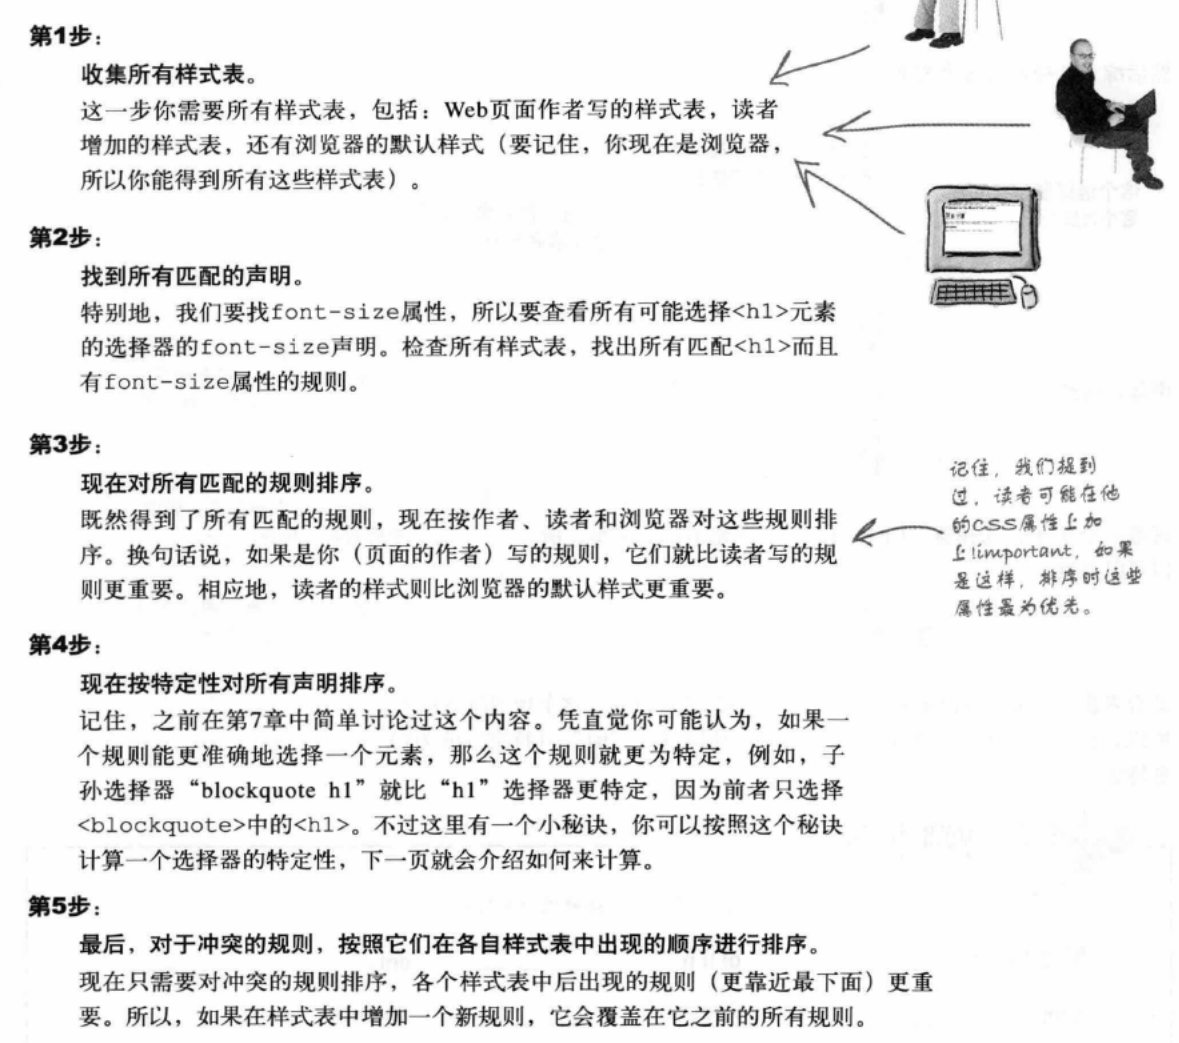 第1步：
收集所有样式表。
这一步你需要所有样式表，包括：Web页面作者写的样式表，读者
增加的样式表，还有浏览器的默认样式（要记住，你现在是浏览器，
所以你能得到所有这些样式表）。
第2步：
找到所有匹配的声明。
特别地，我们要找font-size属性，所以要查看所有可能选择<h1>元素
的选择器的font-size声明。检查所有样式表，找出所有匹配<h1>而且
有font-size属性的规则。
第3步：
现在对所有匹配的规则排序。
既然得到了所有匹配的规则，现在按作者、读者和浏览器对这些规则排
序。换句话说，如果是你（页面的作者）写的规则，它们就比读者写的规
则更重要。相应地，读者的样式则比浏览器的默认样式更重要。
记住，我们提到
过，读者可能在他
的CSS属性上加
上!important，如果
是这样，排序时这些
属性最为优先。
第4步：
现在按特定性对所有声明排序。
记住，之前在第7章中简单讨论过这个内容。凭直觉你可能认为，如果一
个规则能更准确地选择一个元素，那么这个规则就更为特定，例如，子
孙选择器“blockquote h1”就比“h1”选择器更特定，因为前者只选择
<blockquote>中的<h1>。不过这里有一个小秘诀，你可以按照这个秘诀
计算一个选择器的特定性，下一页就会介绍如何来计算。
第5步：
最后，对于冲突的规则，按照它们在各自样式表中出现的顺序进行排序。
现在只需要对冲突的规则排序，各个样式表中后出现的规则（更靠近最下面）更重
要。所以，如果在样式表中增加一个新规则，它会覆盖在它之前的所有规则。